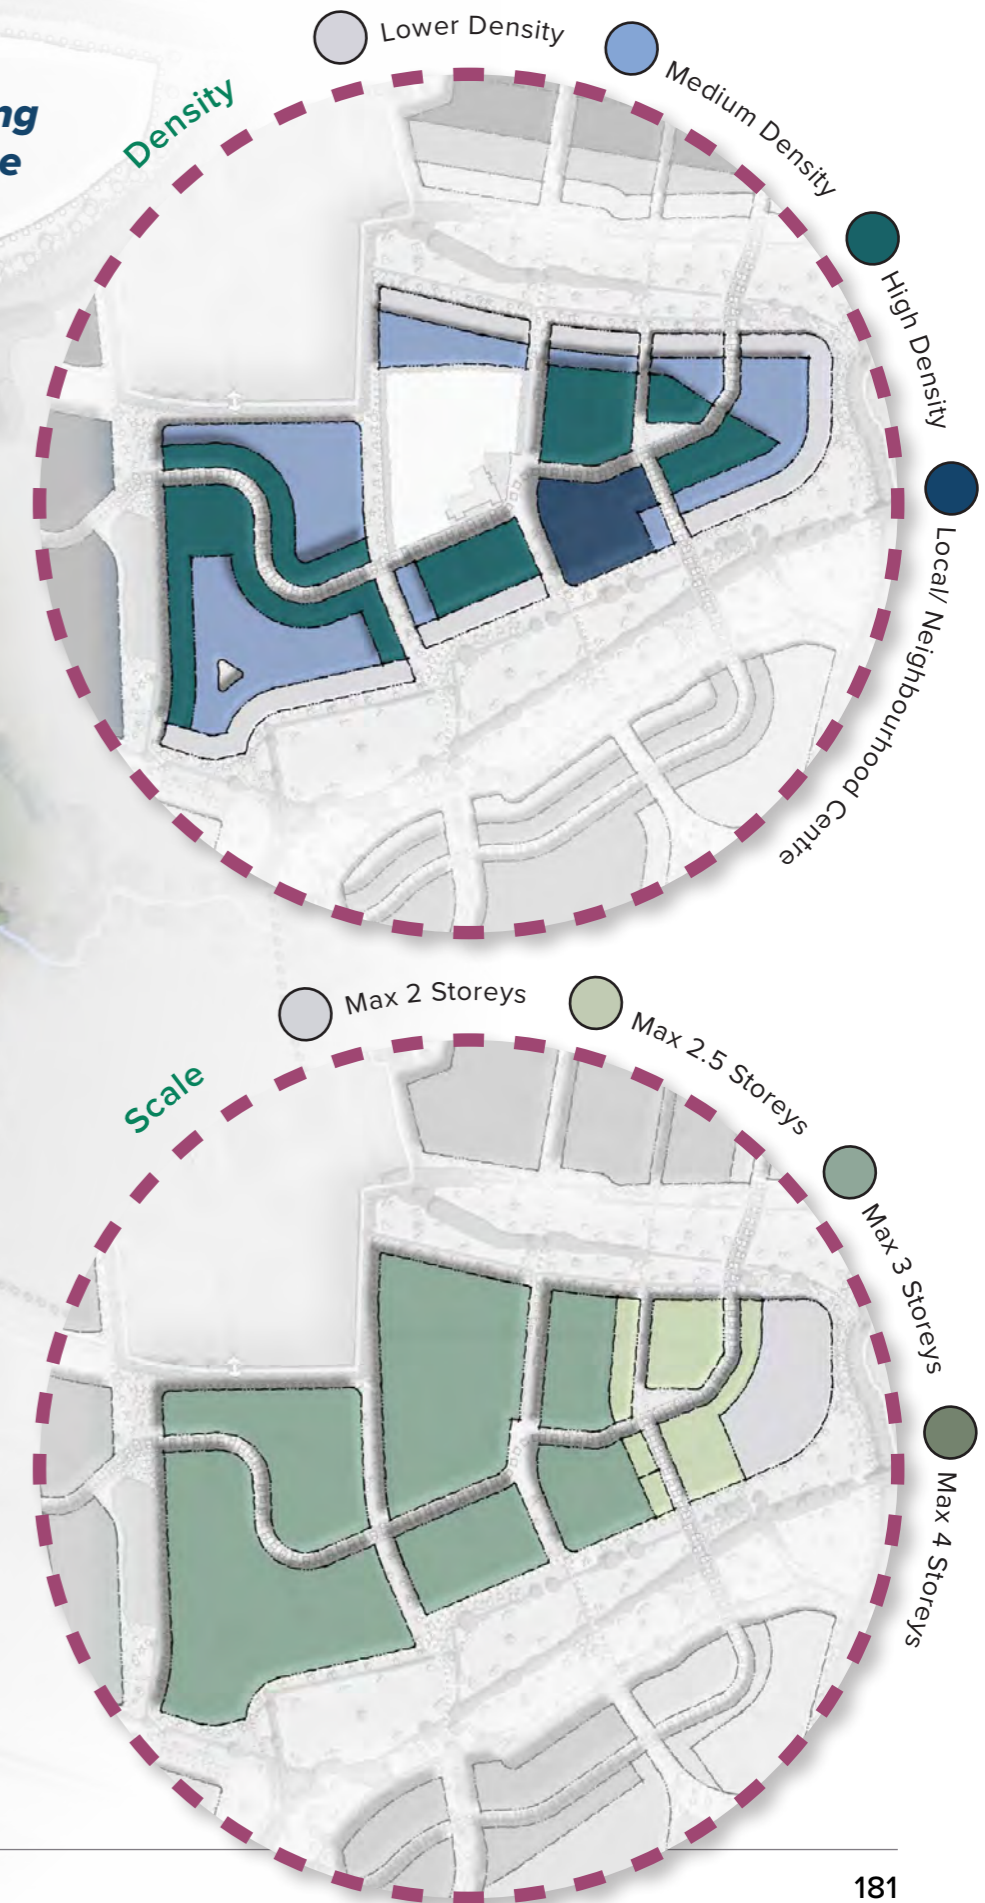 ng
e
Density
Lower Density
Medium Density
High Density
Local/ Neighbourhood Centre
Scale
Max 2 Storeys
Max 2.5 Storeys
Max 3 Storeys
Max 4 Storeys
181